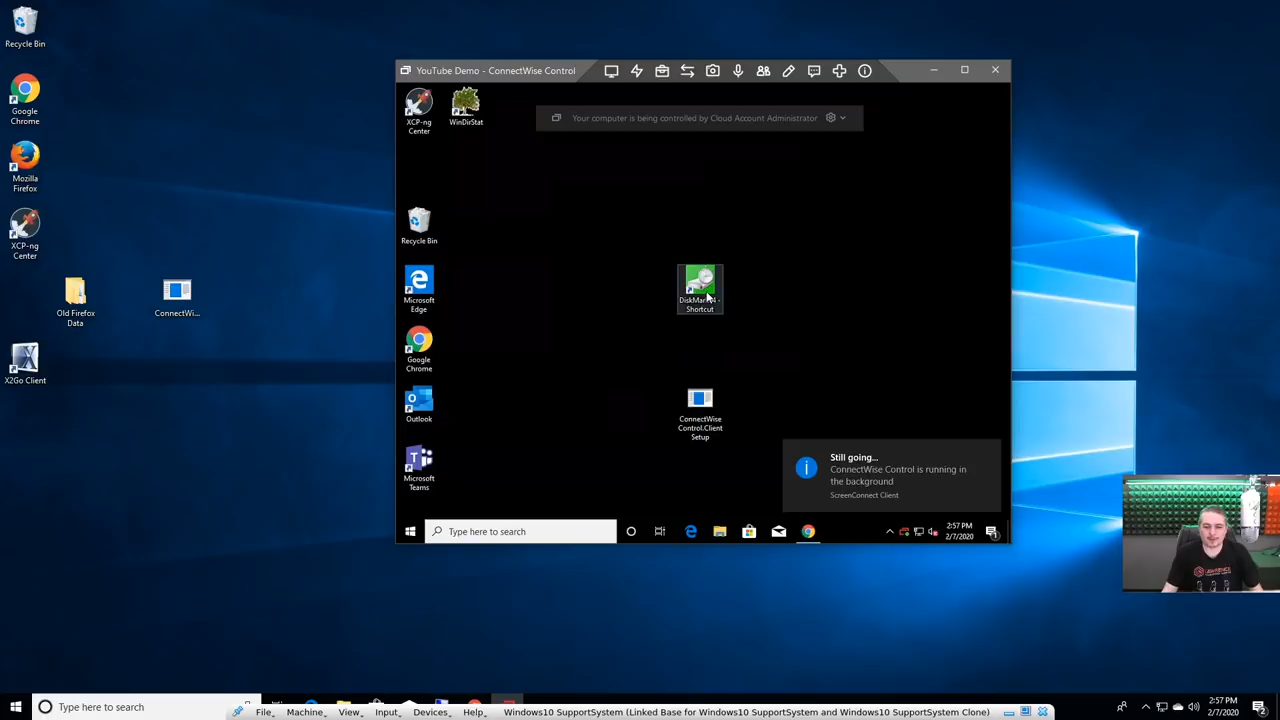 Recycle Bin
Google
Chrome
Mozilla
Firefox
XCP-ng
Center
Old Firefox
Data
ConnectWi...
X2Go Client
YouTube Demo - ConnectWise Control
XCP-ng
Center
WinDirStat
Your computer is being controlled by Cloud Account Administrator
Recycle Bin
Microsoft
Edge
Google
Chrome
Outlook
Microsoft
Teams
Shortcut
ConnectWise
Control.Client
Setup
Still going...
ConnectWise Control is running in
the background
ScreenConnect Client
Type here to search
2:57 PM
2/7/2020
LAWRENCE
Type here to search
File
Machine
View
Input
Devices
Help
Windows10 SupportSystem (Linked Base for Windows10 SupportSystem and Windows10 SupportSystem Clone)
2:57 PM
2/7/2020